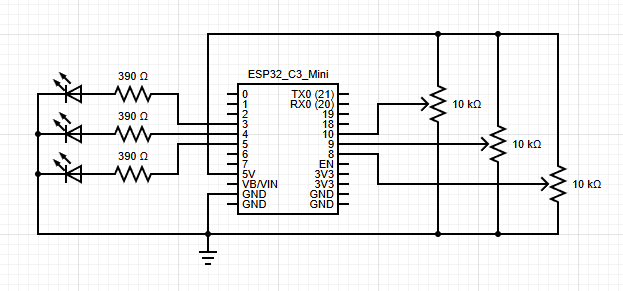 ESP32_C3_Mini
390 Ω
390 Ω
390 Ω
0 TX0 (21)
1 RX0 (20)
2 19
3 18
4 10
5 9
6 8
7 EN
5V 3V3
VB/VIN 3V3
GND GND
GND GND
10 kΩ
10 kΩ
10 kΩ